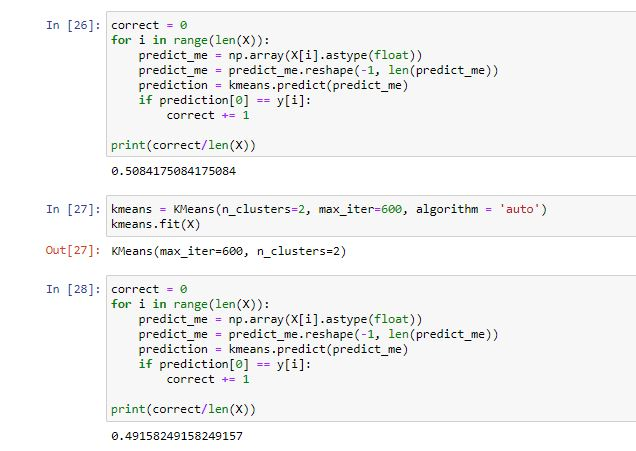 In [26]: correct = 0
for i in range(len(X)):
    predict_me = np.array(X[i].astype(float))
    predict_me = predict_me.reshape(-1, len(predict_me))
    prediction = kmeans.predict(predict_me)
    if prediction[0] == y[i]:
        correct += 1
print(correct/len(X))
0.5084175084175084
In [27]: kmeans = KMeans(n_clusters=2, max_iter=600, algorithm = 'auto')
kmeans.fit(X)
Out[27]: KMeans(max_iter=600, n_clusters=2)
In [28]: correct = 0
for i in range(len(X)):
    predict_me = np.array(X[i].astype(float))
    predict_me = predict_me.reshape(-1, len(predict_me))
    prediction = kmeans.predict(predict_me)
    if prediction[0] == y[i]:
        correct += 1
print(correct/len(X))
0.49158249158249157